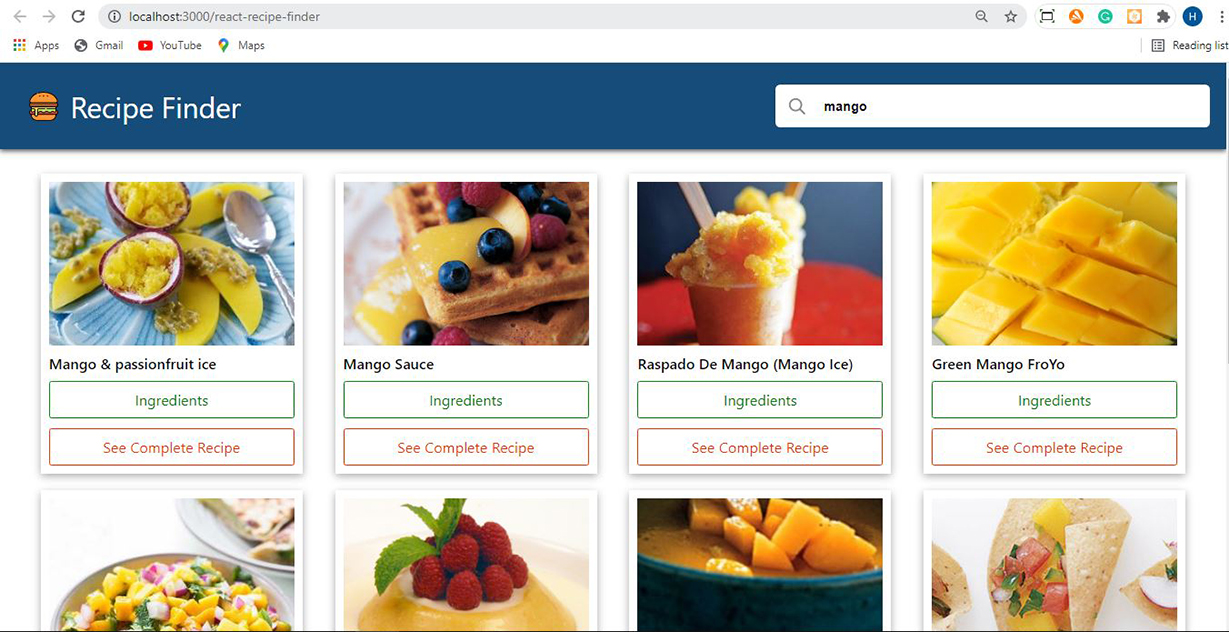 localhost:3000/react-recipe-finder
H
Apps Gmail YouTube Maps Reading list
Recipe Finder mango
Mango & passionfruit ice Mango Sauce Raspado De Mango (Mango Ice) Green Mango FroYo
Ingredients Ingredients Ingredients Ingredients
See Complete Recipe See Complete Recipe See Complete Recipe See Complete Recipe